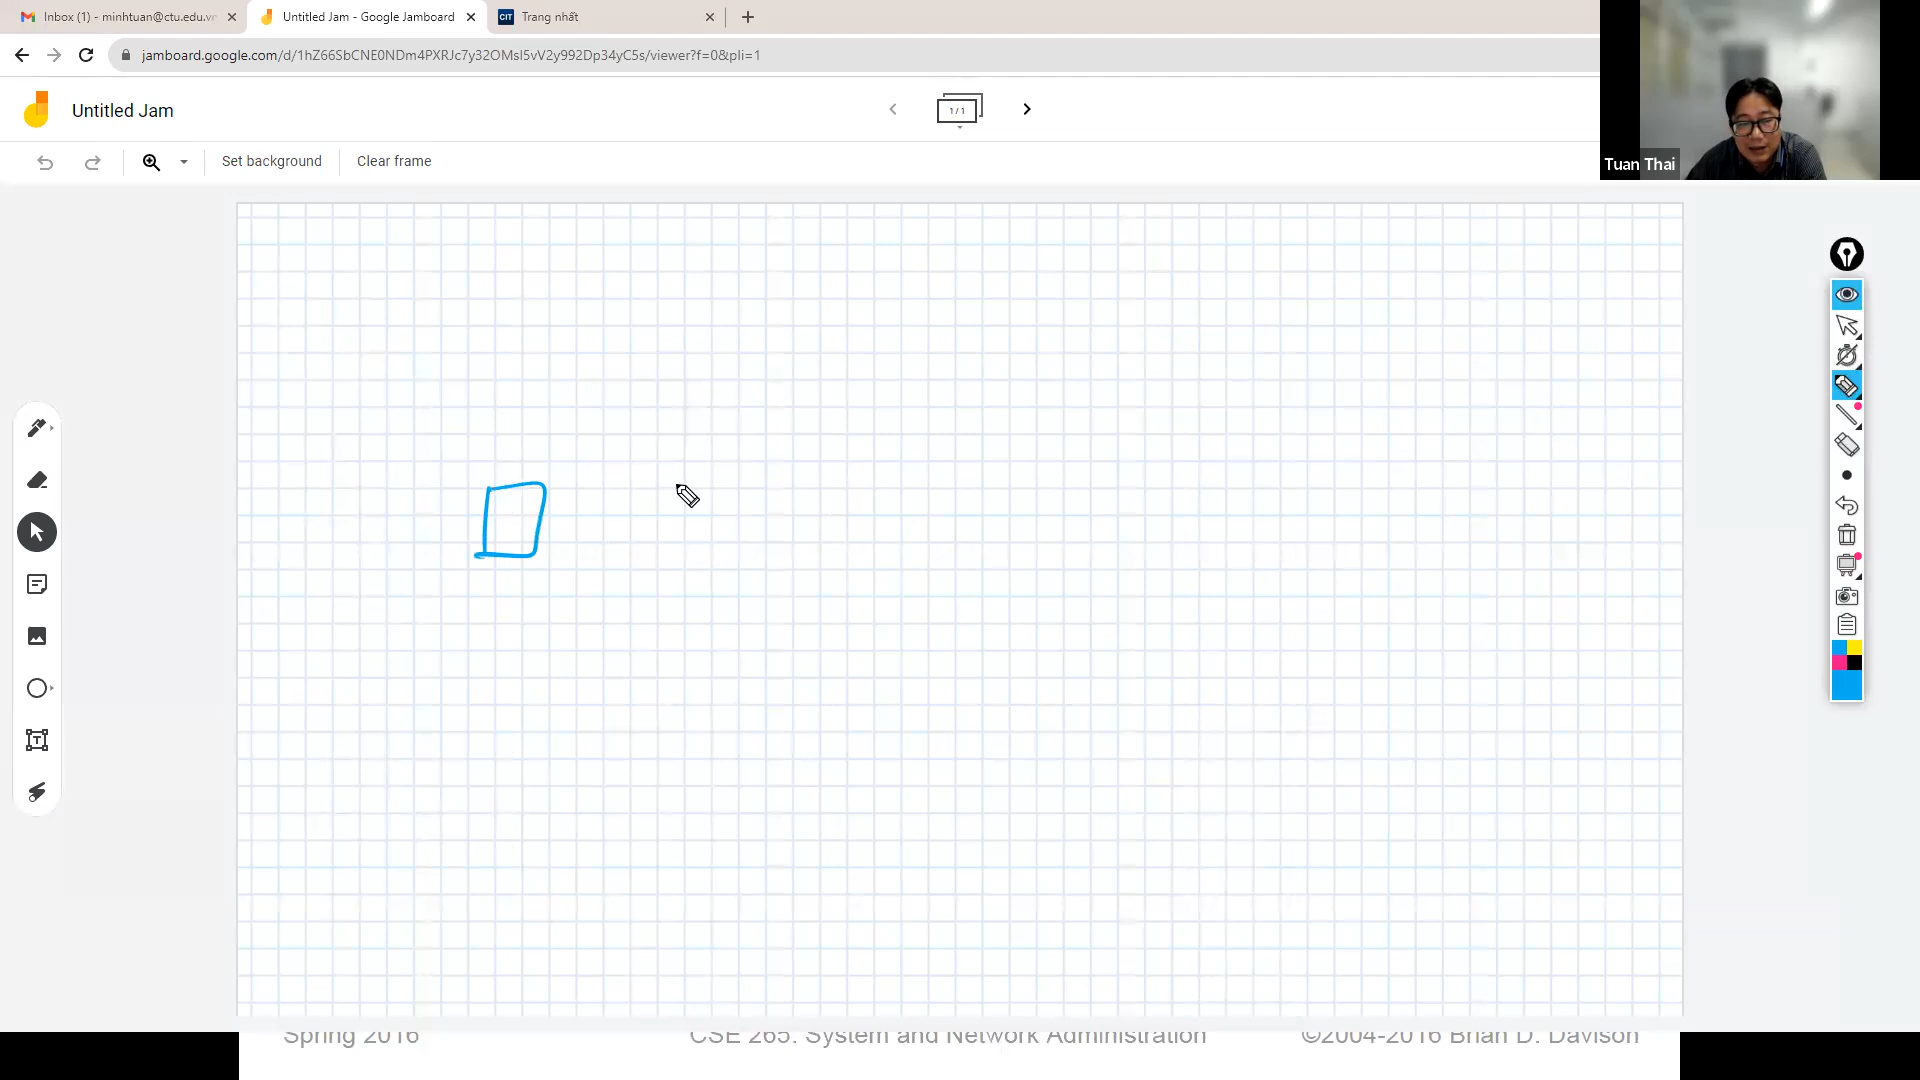 Inbox (1) - minhtuan@ctu.edu.vn
Untitled Jam - Google Jamboard
CIT
Trang nhất
jamboard.google.com/d/1hZ66SbCNE0NDm4PXRJc7y32OMsI5vV2y992Dp34yC5s/viewer?f=0&pli=1
Untitled Jam
1/1
Set background
Clear frame
Tuan Thai
Spring 2016
CSE 265: System and Network Administration
©2004-2016 Brian D. Davison